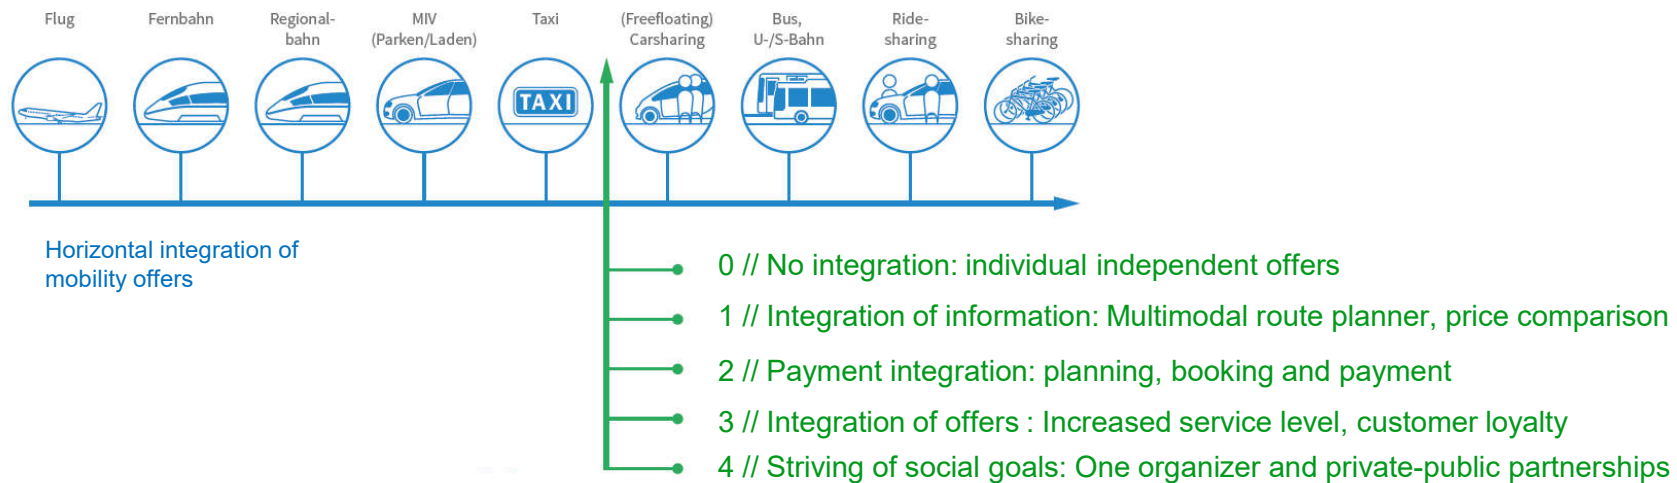 Flug
Fernbahn
Regional-
bahn
MIV
(Parken/Laden)
Taxi
(Freefloating)
Carsharing
Bus,
U-/S-Bahn
Ride-
sharing
Bike-
sharing
TAXI
Horizontal integration of
mobility offers
0 // No integration: individual independent offers
1 // Integration of information: Multimodal route planner, price comparison
2 // Payment integration: planning, booking and payment
3 // Integration of offers : Increased service level, customer loyalty
4 // Striving of social goals: One organizer and private-public partnerships